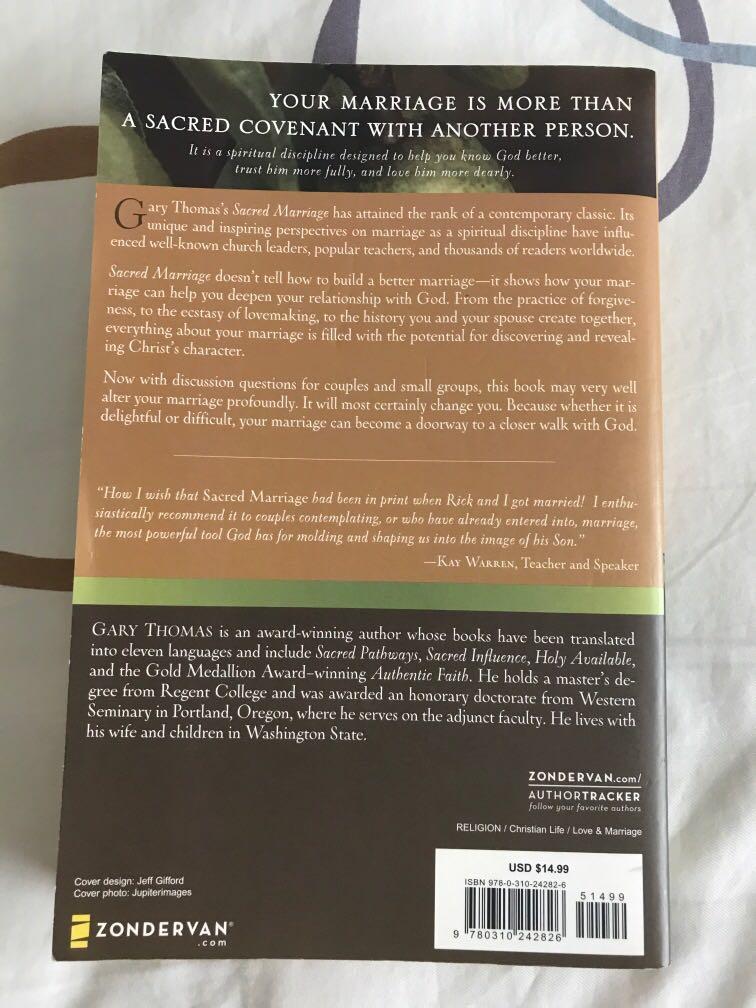 YOUR MARRIAGE IS MORE THAN
A SACRED COVENANT WITH ANOTHER PERSON.
It is a spiritual discipline designed to help you know God better,
trust him more fully, and love him more dearly.
Gary Thomas's Sacred Marriage has attained the rank of a contemporary classic. Its
unique and inspiring perspectives on marriage as a spiritual discipline have influ-
enced well-known church leaders, popular teachers, and thousands of readers worldwide.
Sacred Marriage doesn't tell how to build a better marriage—it shows how your mar-
riage can help you deepen your relationship with God. From the practice of forgive-
ness, to the ecstasy of lovemaking, to the history you and your spouse create together,
everything about your marriage is filled with the potential for discovering and reveal-
ing Christ's character.
Now with discussion questions for couples and small groups, this book may very well
alter your marriage profoundly. It will most certainly change you. Because whether it is
delightful or difficult, your marriage can become a doorway to a closer walk with God.
"How I wish that Sacred Marriage had been in print when Rick and I got married! I enthu-
siastically recommend it to couples contemplating, or who have already entered into, marriage,
the most powerful tool God has for molding and shaping us into the image of his Son."
—KAY WARREN, Teacher and Speaker
GARY THOMAS is an award-winning author whose books have been translated
into eleven languages and include Sacred Pathways, Sacred Influence, Holy Available,
and the Gold Medallion Award–winning Authentic Faith. He holds a master's de-
gree from Regent College and was awarded an honorary doctorate from Western
Seminary in Portland, Oregon, where he serves on the adjunct faculty. He lives with
his wife and children in Washington State.
ZONDERVAN.com/
AUTHORTRACKER
follow your favorite authors
RELIGION / Christian Life / Love & Marriage
USD $14.99
ISBN 978-0-310-24282-6
51499
9 780310 242826
Cover design: Jeff Gifford
Cover photo: Jupiterimages
ZONDERVAN®
.com